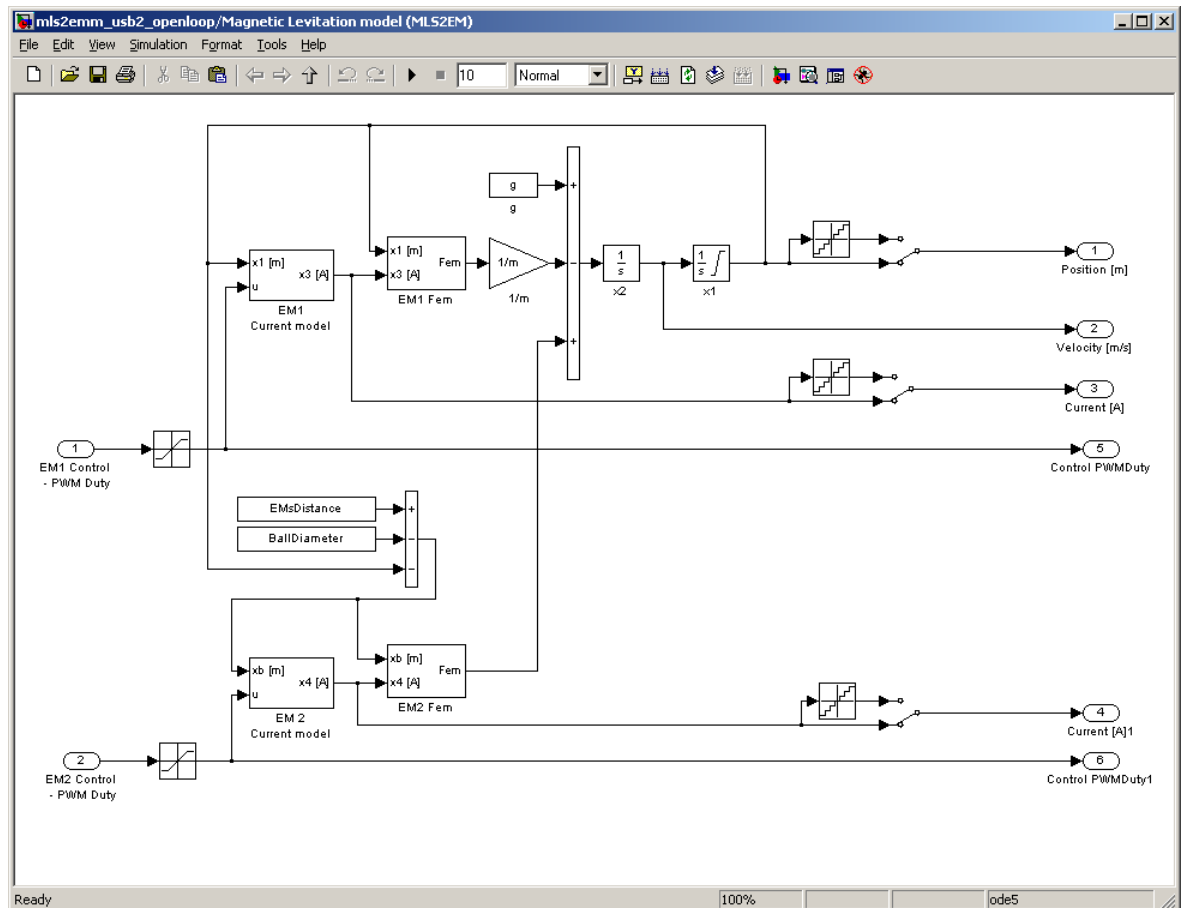 mls2emm_usb2_openloop/Magnetic Levitation model (MLS2EM)
File Edit View Simulation Format Tools Help
10 Normal
g
g
+
x1 [m]
x3 [A]
u
EM1
Current model
x1 [m]
Fem
x3 [A]
EM1 Fem
1/m
1/m
-
+
1
s
x2
1
s
x1
1
Position [m]
2
Velocity [m/s]
3
Current [A]
1
EM1 Control
- PWM Duty
5
Control PWMDuty
EMsDistance
+
BallDiameter
-
-
xb [m]
x4 [A]
u
EM 2
Current model
xb [m]
Fem
x4 [A]
EM2 Fem
4
Current [A]1
2
EM2 Control
- PWM Duty
6
Control PWMDuty1
Ready 100% ode5